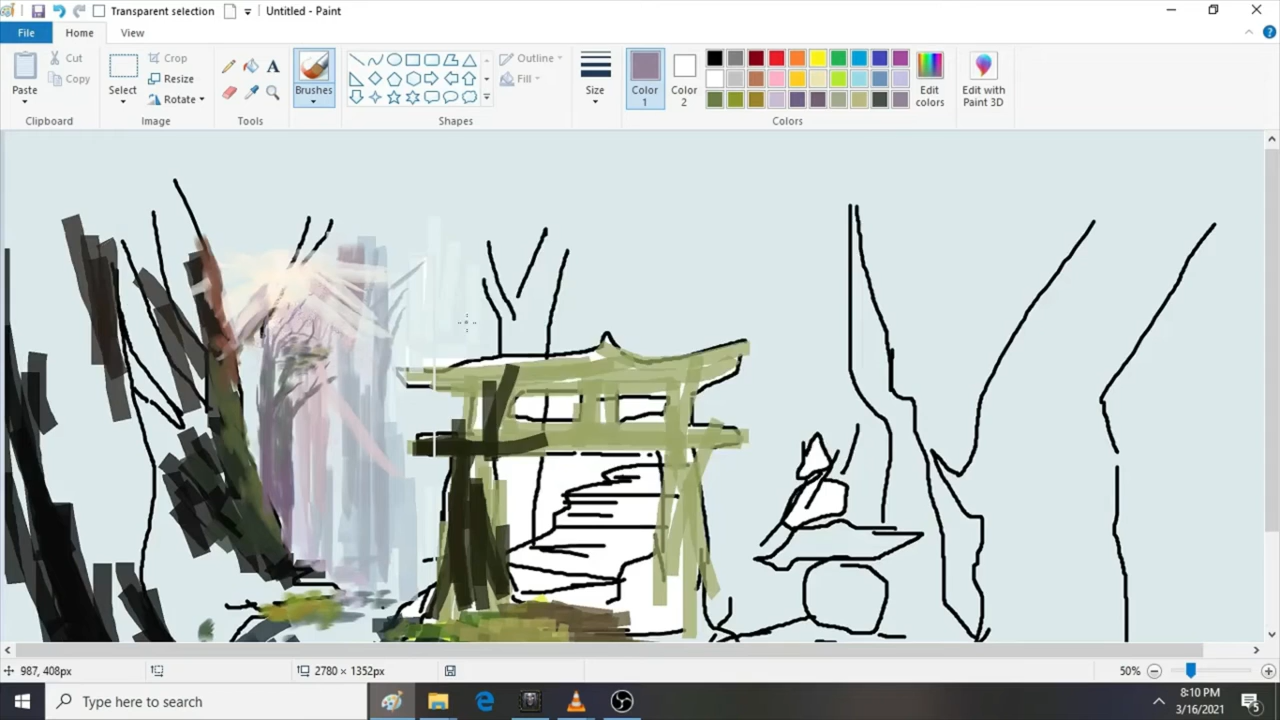 Transparent selection
Untitled - Paint
File
Home
View
Paste
Cut
Copy
Clipboard
Select
Crop
Resize
Rotate
Image
A
Tools
Brushes
Outline
Fill
Shapes
Size
Color
1
Color
2
Edit
colors
Edit with
Paint 3D
Colors
987, 408px
2780 × 1352px
50%
Type here to search
8:10 PM
3/16/2021
5